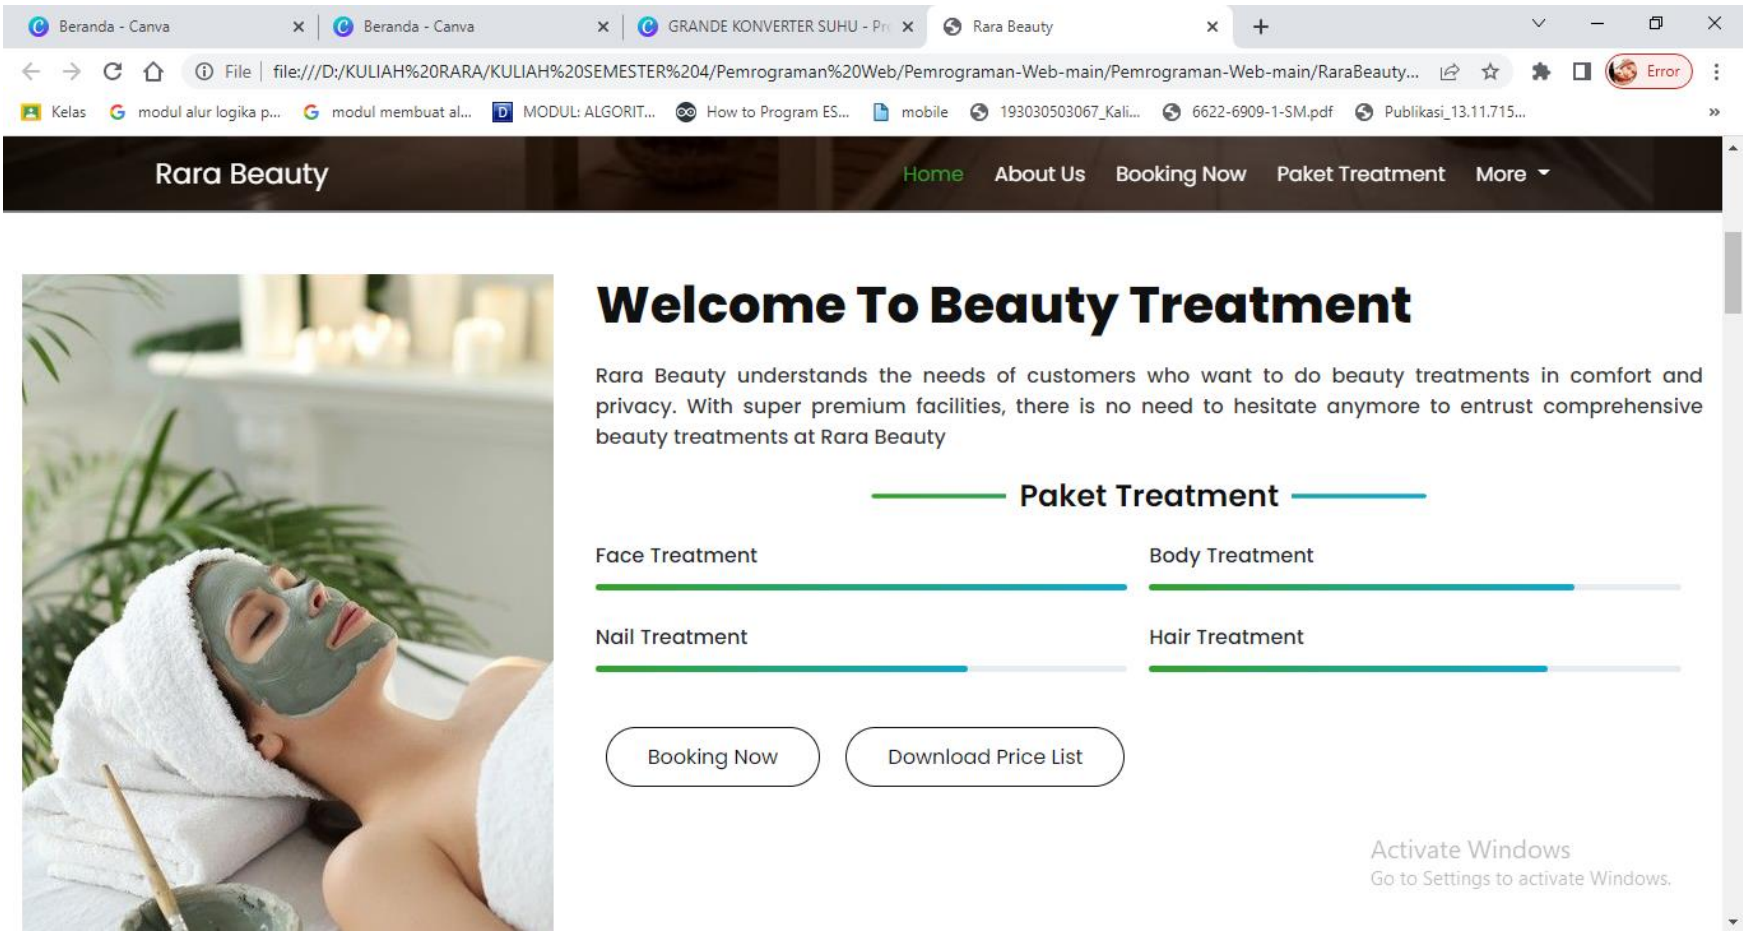 Beranda - Canva
Beranda - Canva
GRANDE KONVERTER SUHU - Pr
Rara Beauty
File
file:///D:/KULIAH%20RARA/KULIAH%20SEMESTER%204/Pemrograman%20Web/Pemrograman-Web-main/Pemrograman-Web-main/RaraBeauty...
Error
Kelas
modul alur logika p...
modul membuat al...
MODUL: ALGORIT...
How to Program ES...
mobile
193030503067_Kali...
6622-6909-1-SM.pdf
Publikasi_13.11.715...
Rara Beauty
Home
About Us
Booking Now
Paket Treatment
More
Welcome To Beauty Treatment
Rara Beauty understands the needs of customers who want to do beauty treatments in comfort and
privacy. With super premium facilities, there is no need to hesitate anymore to entrust comprehensive
beauty treatments at Rara Beauty
Paket Treatment
Face Treatment
Body Treatment
Nail Treatment
Hair Treatment
Booking Now
Download Price List
Activate Windows
Go to Settings to activate Windows.